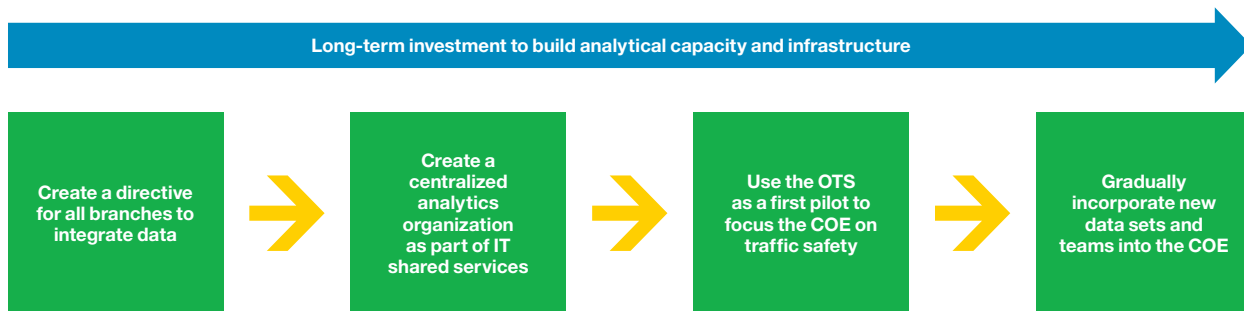 Long-term investment to build analytical capacity and infrastructure
Create a directive
for all branches to
integrate data
Create a
centralized
analytics
organization
as part of IT
shared services
Use the OTS
as a first pilot to
focus the COE on
traffic safety
Gradually
incorporate new
data sets and
teams into the COE